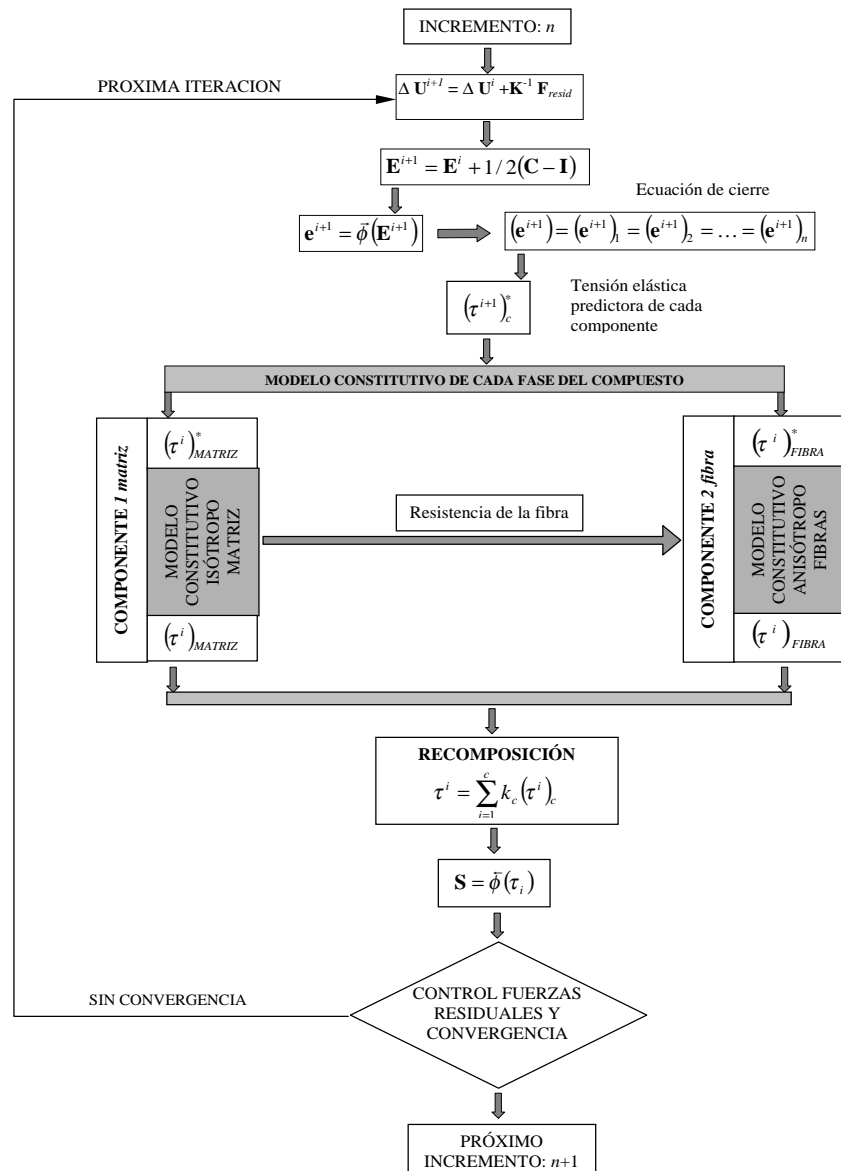 INCREMENTO: n
PROXIMA ITERACION
Δ U^{i+1} = Δ U^i +K^{-1} F_{resid}
E^{i+1} = E^i + 1/2(C − I)
Ecuación de cierre
e^{i+1} = \vec{ϕ}(E^{i+1})
(e^{i+1}) = (e^{i+1})_1 = (e^{i+1})_2 = … = (e^{i+1})_n
(τ^{i+1})_c^*
Tensión elástica
predictora de cada
componente
MODELO CONSTITUTIVO DE CADA FASE DEL COMPUESTO
COMPONENTE 1 matriz
(τ^i)^*_{MATRIZ}
MODELO
CONSTITUTIVO
ISÓTROPO
MATRIZ
(τ^i)_{MATRIZ}
Resistencia de la fibra
COMPONENTE 2 fibra
(τ^i)^*_{FIBRA}
MODELO
CONSTITUTIVO
ANISÓTROPO
FIBRAS
(τ^i)_{FIBRA}
RECOMPOSICIÓN
τ^i = \sum_{i=1}^{c} k_c (τ^i)_c
S = \overleftarrow{ϕ}(τ_i)
SIN CONVERGENCIA
CONTROL FUERZAS
RESIDUALES Y
CONVERGENCIA
PRÓXIMO
INCREMENTO: n+1